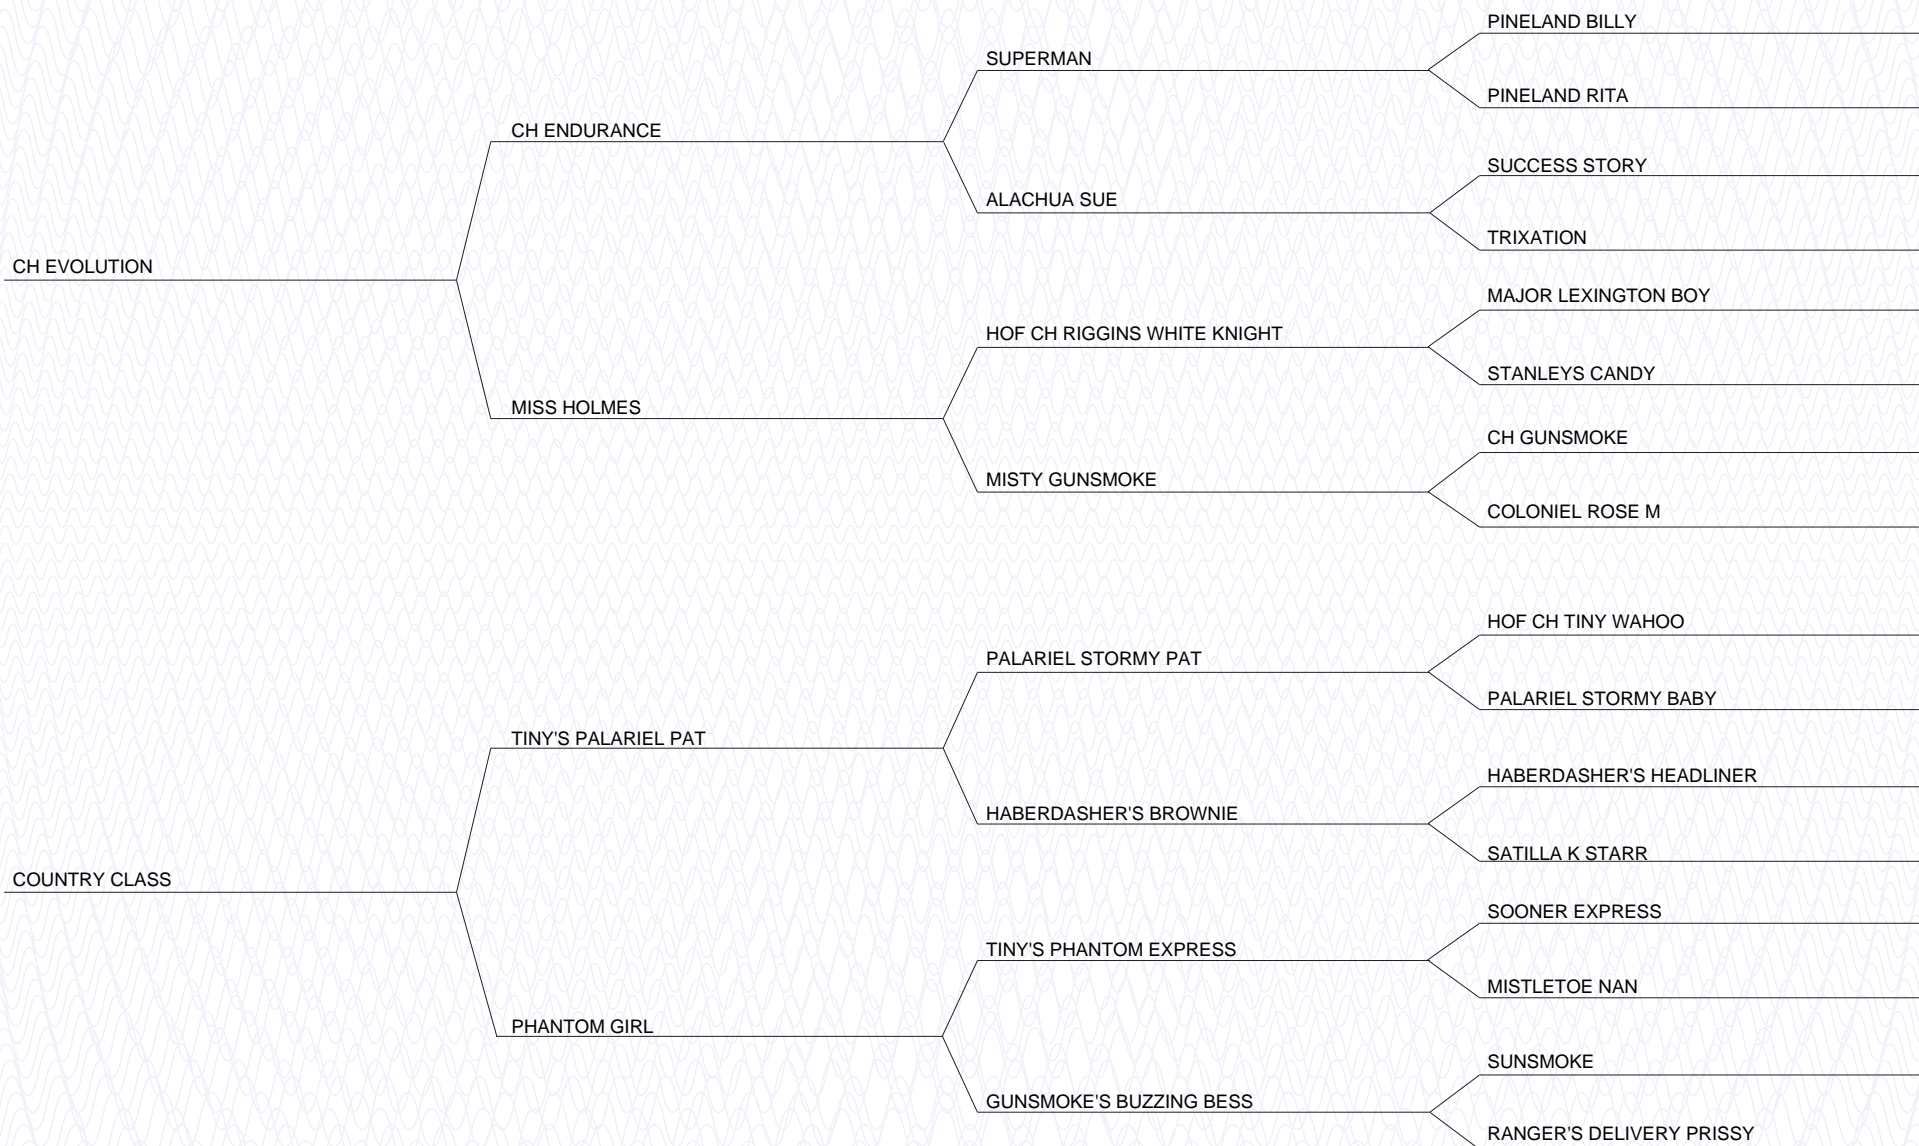 PINELAND BILLY
SUPERMAN
PINELAND RITA
CH ENDURANCE
SUCCESS STORY
ALACHUA SUE
TRIXATION
CH EVOLUTION
MAJOR LEXINGTON BOY
HOF CH RIGGINS WHITE KNIGHT
STANLEYS CANDY
MISS HOLMES
CH GUNSMOKE
MISTY GUNSMOKE
COLONIEL ROSE M
HOF CH TINY WAHOO
PALARIEL STORMY PAT
PALARIEL STORMY BABY
TINY'S PALARIEL PAT
HABERDASHER'S HEADLINER
HABERDASHER'S BROWNIE
SATILLA K STARR
COUNTRY CLASS
SOONER EXPRESS
TINY'S PHANTOM EXPRESS
MISTLETOE NAN
PHANTOM GIRL
SUNSMOKE
GUNSMOKE'S BUZZING BESS
RANGER'S DELIVERY PRISSY